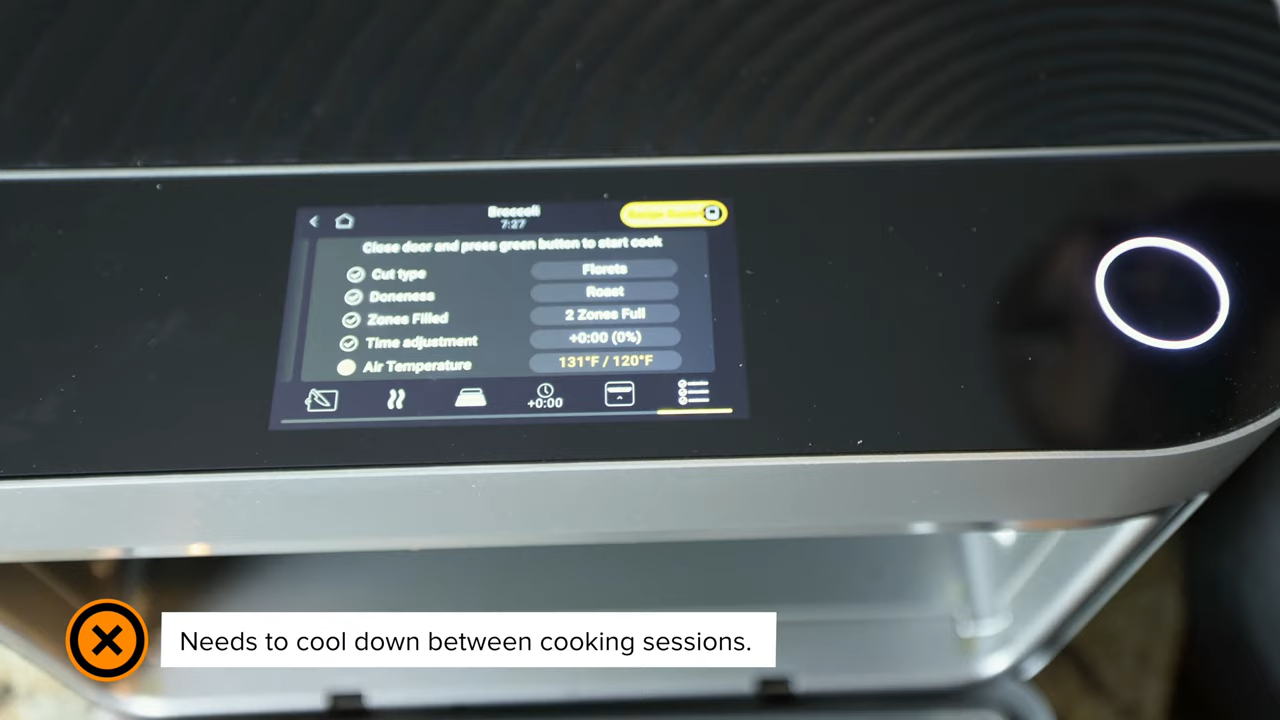 Broccoli
7:27
Close door and press green button to start cook
Cut type Florets
Doneness Roast
Zones Filled 2 Zones Full
Time adjustment +0:00 (0%)
Air Temperature 131°F / 120°F
+0:00
Needs to cool down between cooking sessions.